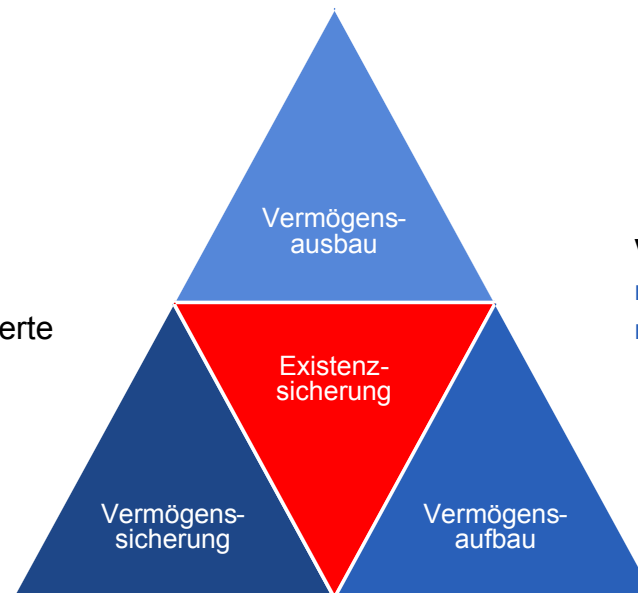 Vermögens-
ausbau
erte
Existenz-
sicherung
Vermögens-
sicherung
Vermögens-
aufbau